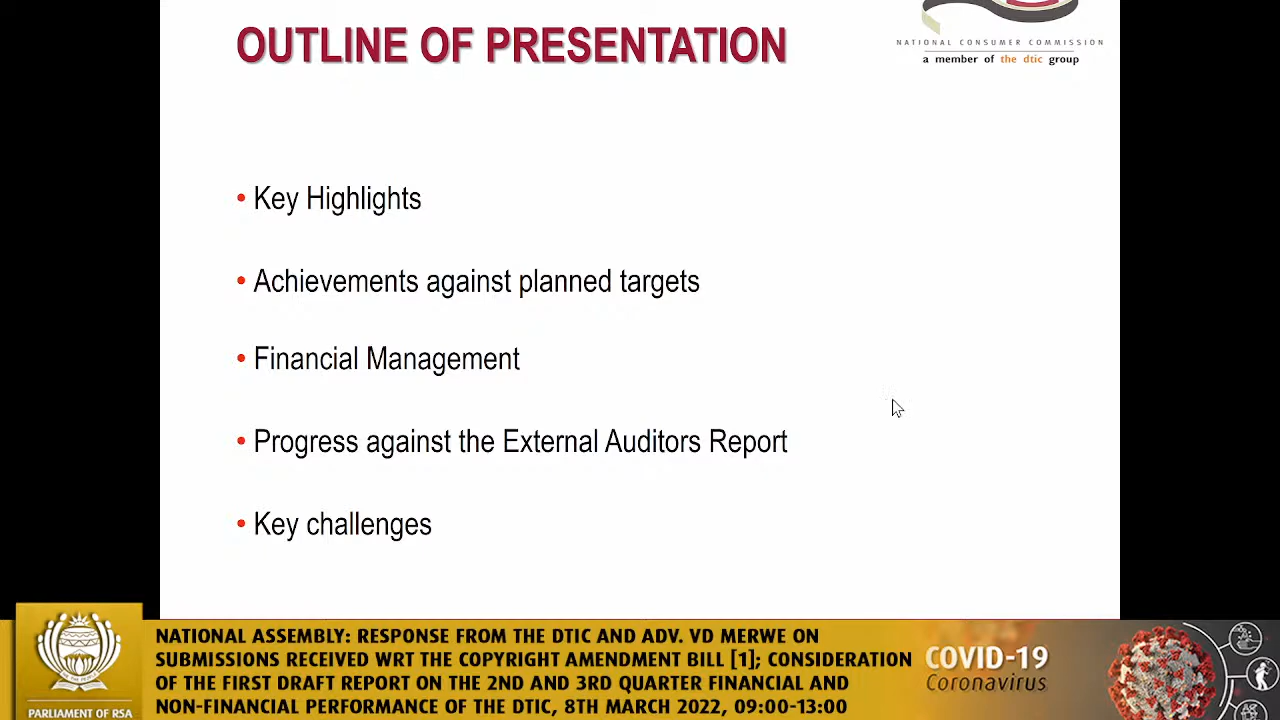 OUTLINE OF PRESENTATION
NATIONAL CONSUMER COMMISSION
a member of the dtic group
• Key Highlights
• Achievements against planned targets
• Financial Management
• Progress against the External Auditors Report
• Key challenges
NATIONAL ASSEMBLY: RESPONSE FROM THE DTIC AND ADV. VD MERWE ON
SUBMISSIONS RECEIVED WRT THE COPYRIGHT AMENDMENT BILL [1]; CONSIDERATION
OF THE FIRST DRAFT REPORT ON THE 2ND AND 3RD QUARTER FINANCIAL AND
NON-FINANCIAL PERFORMANCE OF THE DTIC, 8TH MARCH 2022, 09:00-13:00
PARLIAMENT OF RSA
COVID-19
Coronavirus